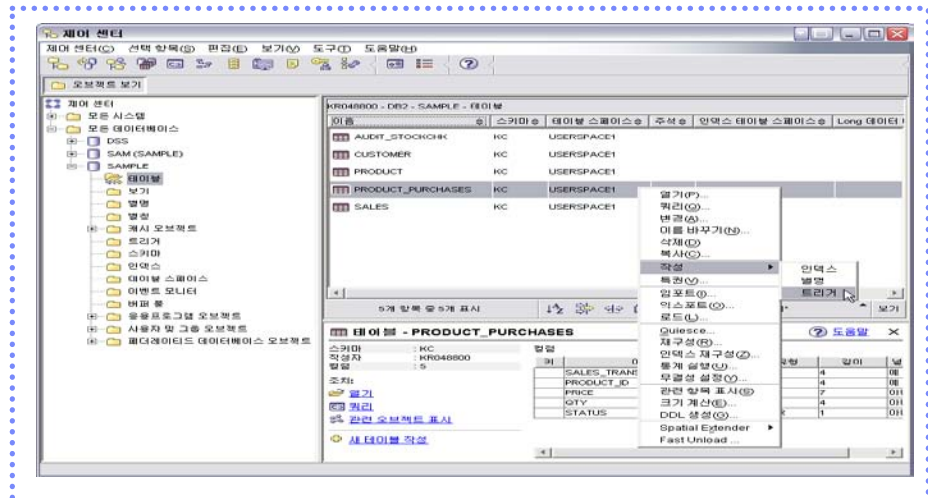 제어 센터
제어 센터(C) 선택 항목(S) 편집(E) 보기(V) 도구(T) 도움말(H)
오브젝트 보기
제어 센터
모든 시스템
모든 데이터베이스
DSS
SAM (SAMPLE)
SAMPLE
테이블
보기
별명
별칭
캐시 오브젝트
트리거
스키마
인덱스
테이블 스페이스
이벤트 모니터
버퍼 풀
응용프로그램 오브젝트
사용자 및 그룹 오브젝트
페더레이티드 데이터베이스 오브젝트
KR048800 - DB2 - SAMPLE - 테이블
이름 스키마 테이블 스페이스 주석 인덱스 테이블 스페이스 Long 데이터
AUDIT_STOCKCHK KC USERSPACE1
CUSTOMER KC USERSPACE1
PRODUCT KC USERSPACE1
PRODUCT_PURCHASES KC USERSPACE1
SALES KC USERSPACE1
열기(P)...
쿼리(Q)...
변경(A)...
이름 바꾸기(N)...
삭제(D)
복사(C)...
작성
특권(V)...
임포트(I)...
익스포트(O)...
로드(L)...
Quiesce...
재구성(R)...
인덱스 재구성(Z)...
통계 실행(U)...
무결성 설정(Y)...
관련 항목 표시(S)
크기 계산(E)...
DDL 생성(G)...
Spatial Extender
Fast Unload ...
인덱스
별명
트리거
5개 항목 중 5개 표시
보기
테이블 - PRODUCT_PURCHASES
도움말
스키마 : KC
작성자 : KR048800
컬럼 : 5
조치:
열기
쿼리
관련 오브젝트 표시
새 테이블 작성
컬럼
키 유형 길이 널
SALES_TRANS 4
PRODUCT_ID 4
PRICE 7
QTY 4
STATUS 1